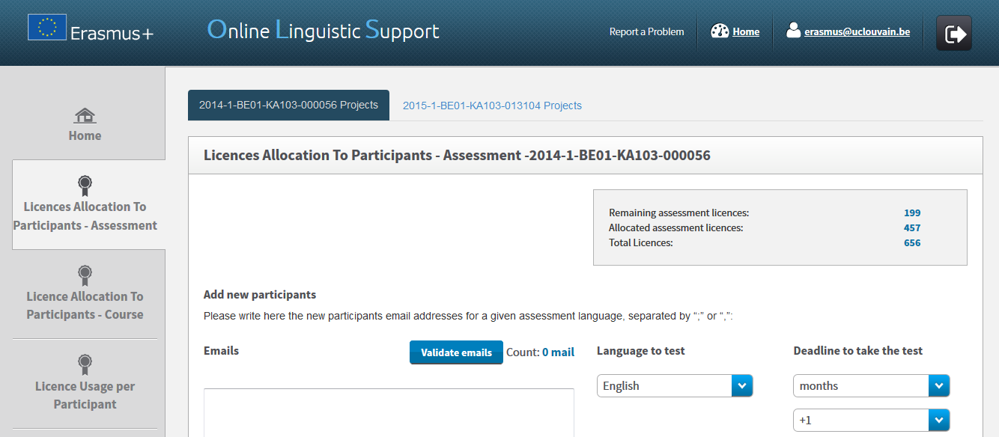 Erasmus+
Online Linguistic Support
Report a Problem
Home
erasmus@uclouvain.be
Home
Licences Allocation To
Participants - Assessment
Licence Allocation To
Participants - Course
Licence Usage per
Participant
2014-1-BE01-KA103-000056 Projects
2015-1-BE01-KA103-013104 Projects
Licences Allocation To Participants - Assessment -2014-1-BE01-KA103-000056
Remaining assessment licences: 199
Allocated assessment licences: 457
Total Licences: 656
Add new participants
Please write here the new participants email addresses for a given assessment language, separated by “;” or “,”:
Emails
Validate emails
Count: 0 mail
Language to test
English
Deadline to take the test
months
+1